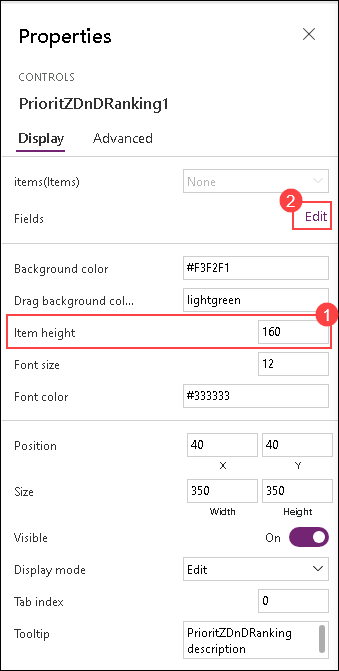 Properties
CONTROLS
PrioritZDnDRanking1
Display Advanced
items(Items) None
2
Fields Edit
Background color #F3F2F1
Drag background col... lightgreen
1
Item height 160
Font size 12
Font color #333333
Position 40 40
X Y
Size 350 350
Width Height
Visible On
Display mode Edit
Tab index 0
Tooltip PrioritZDnDRanking
description